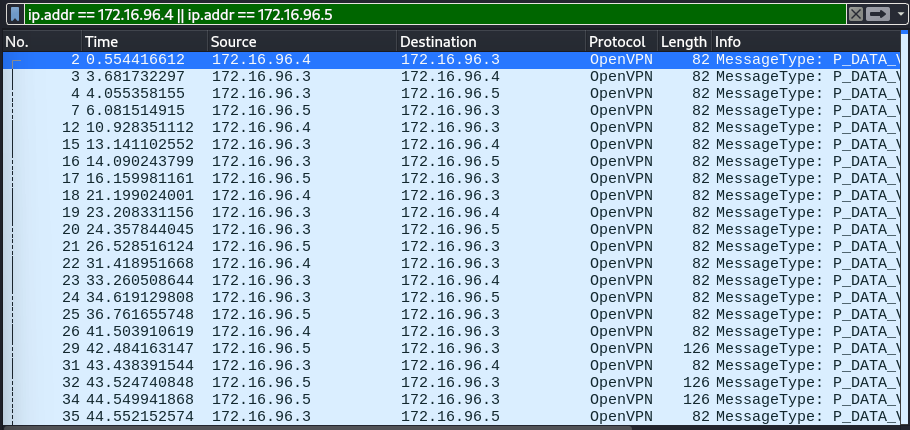 ip.addr == 172.16.96.4 || ip.addr == 172.16.96.5
No. Time Source Destination Protocol Length Info
2 0.554416612 172.16.96.4 172.16.96.3 OpenVPN 82 MessageType: P_DATA_V
3 3.681732297 172.16.96.3 172.16.96.4 OpenVPN 82 MessageType: P_DATA_V
4 4.055358155 172.16.96.3 172.16.96.5 OpenVPN 82 MessageType: P_DATA_V
7 6.081514915 172.16.96.5 172.16.96.3 OpenVPN 82 MessageType: P_DATA_V
12 10.928351112 172.16.96.4 172.16.96.3 OpenVPN 82 MessageType: P_DATA_V
15 13.141102552 172.16.96.3 172.16.96.4 OpenVPN 82 MessageType: P_DATA_V
16 14.090243799 172.16.96.3 172.16.96.5 OpenVPN 82 MessageType: P_DATA_V
17 16.159981161 172.16.96.5 172.16.96.3 OpenVPN 82 MessageType: P_DATA_V
18 21.199024001 172.16.96.4 172.16.96.3 OpenVPN 82 MessageType: P_DATA_V
19 23.208331156 172.16.96.3 172.16.96.4 OpenVPN 82 MessageType: P_DATA_V
20 24.357844045 172.16.96.3 172.16.96.5 OpenVPN 82 MessageType: P_DATA_V
21 26.528516124 172.16.96.5 172.16.96.3 OpenVPN 82 MessageType: P_DATA_V
22 31.418951668 172.16.96.4 172.16.96.3 OpenVPN 82 MessageType: P_DATA_V
23 33.260508644 172.16.96.3 172.16.96.4 OpenVPN 82 MessageType: P_DATA_V
24 34.619129808 172.16.96.3 172.16.96.5 OpenVPN 82 MessageType: P_DATA_V
25 36.761655748 172.16.96.5 172.16.96.3 OpenVPN 82 MessageType: P_DATA_V
26 41.503910619 172.16.96.4 172.16.96.3 OpenVPN 82 MessageType: P_DATA_V
29 42.484163147 172.16.96.5 172.16.96.3 OpenVPN 126 MessageType: P_DATA_V
31 43.438391544 172.16.96.3 172.16.96.4 OpenVPN 82 MessageType: P_DATA_V
32 43.524740848 172.16.96.5 172.16.96.3 OpenVPN 126 MessageType: P_DATA_V
34 44.549941868 172.16.96.5 172.16.96.3 OpenVPN 126 MessageType: P_DATA_V
35 44.552152574 172.16.96.3 172.16.96.5 OpenVPN 82 MessageType: P_DATA_V